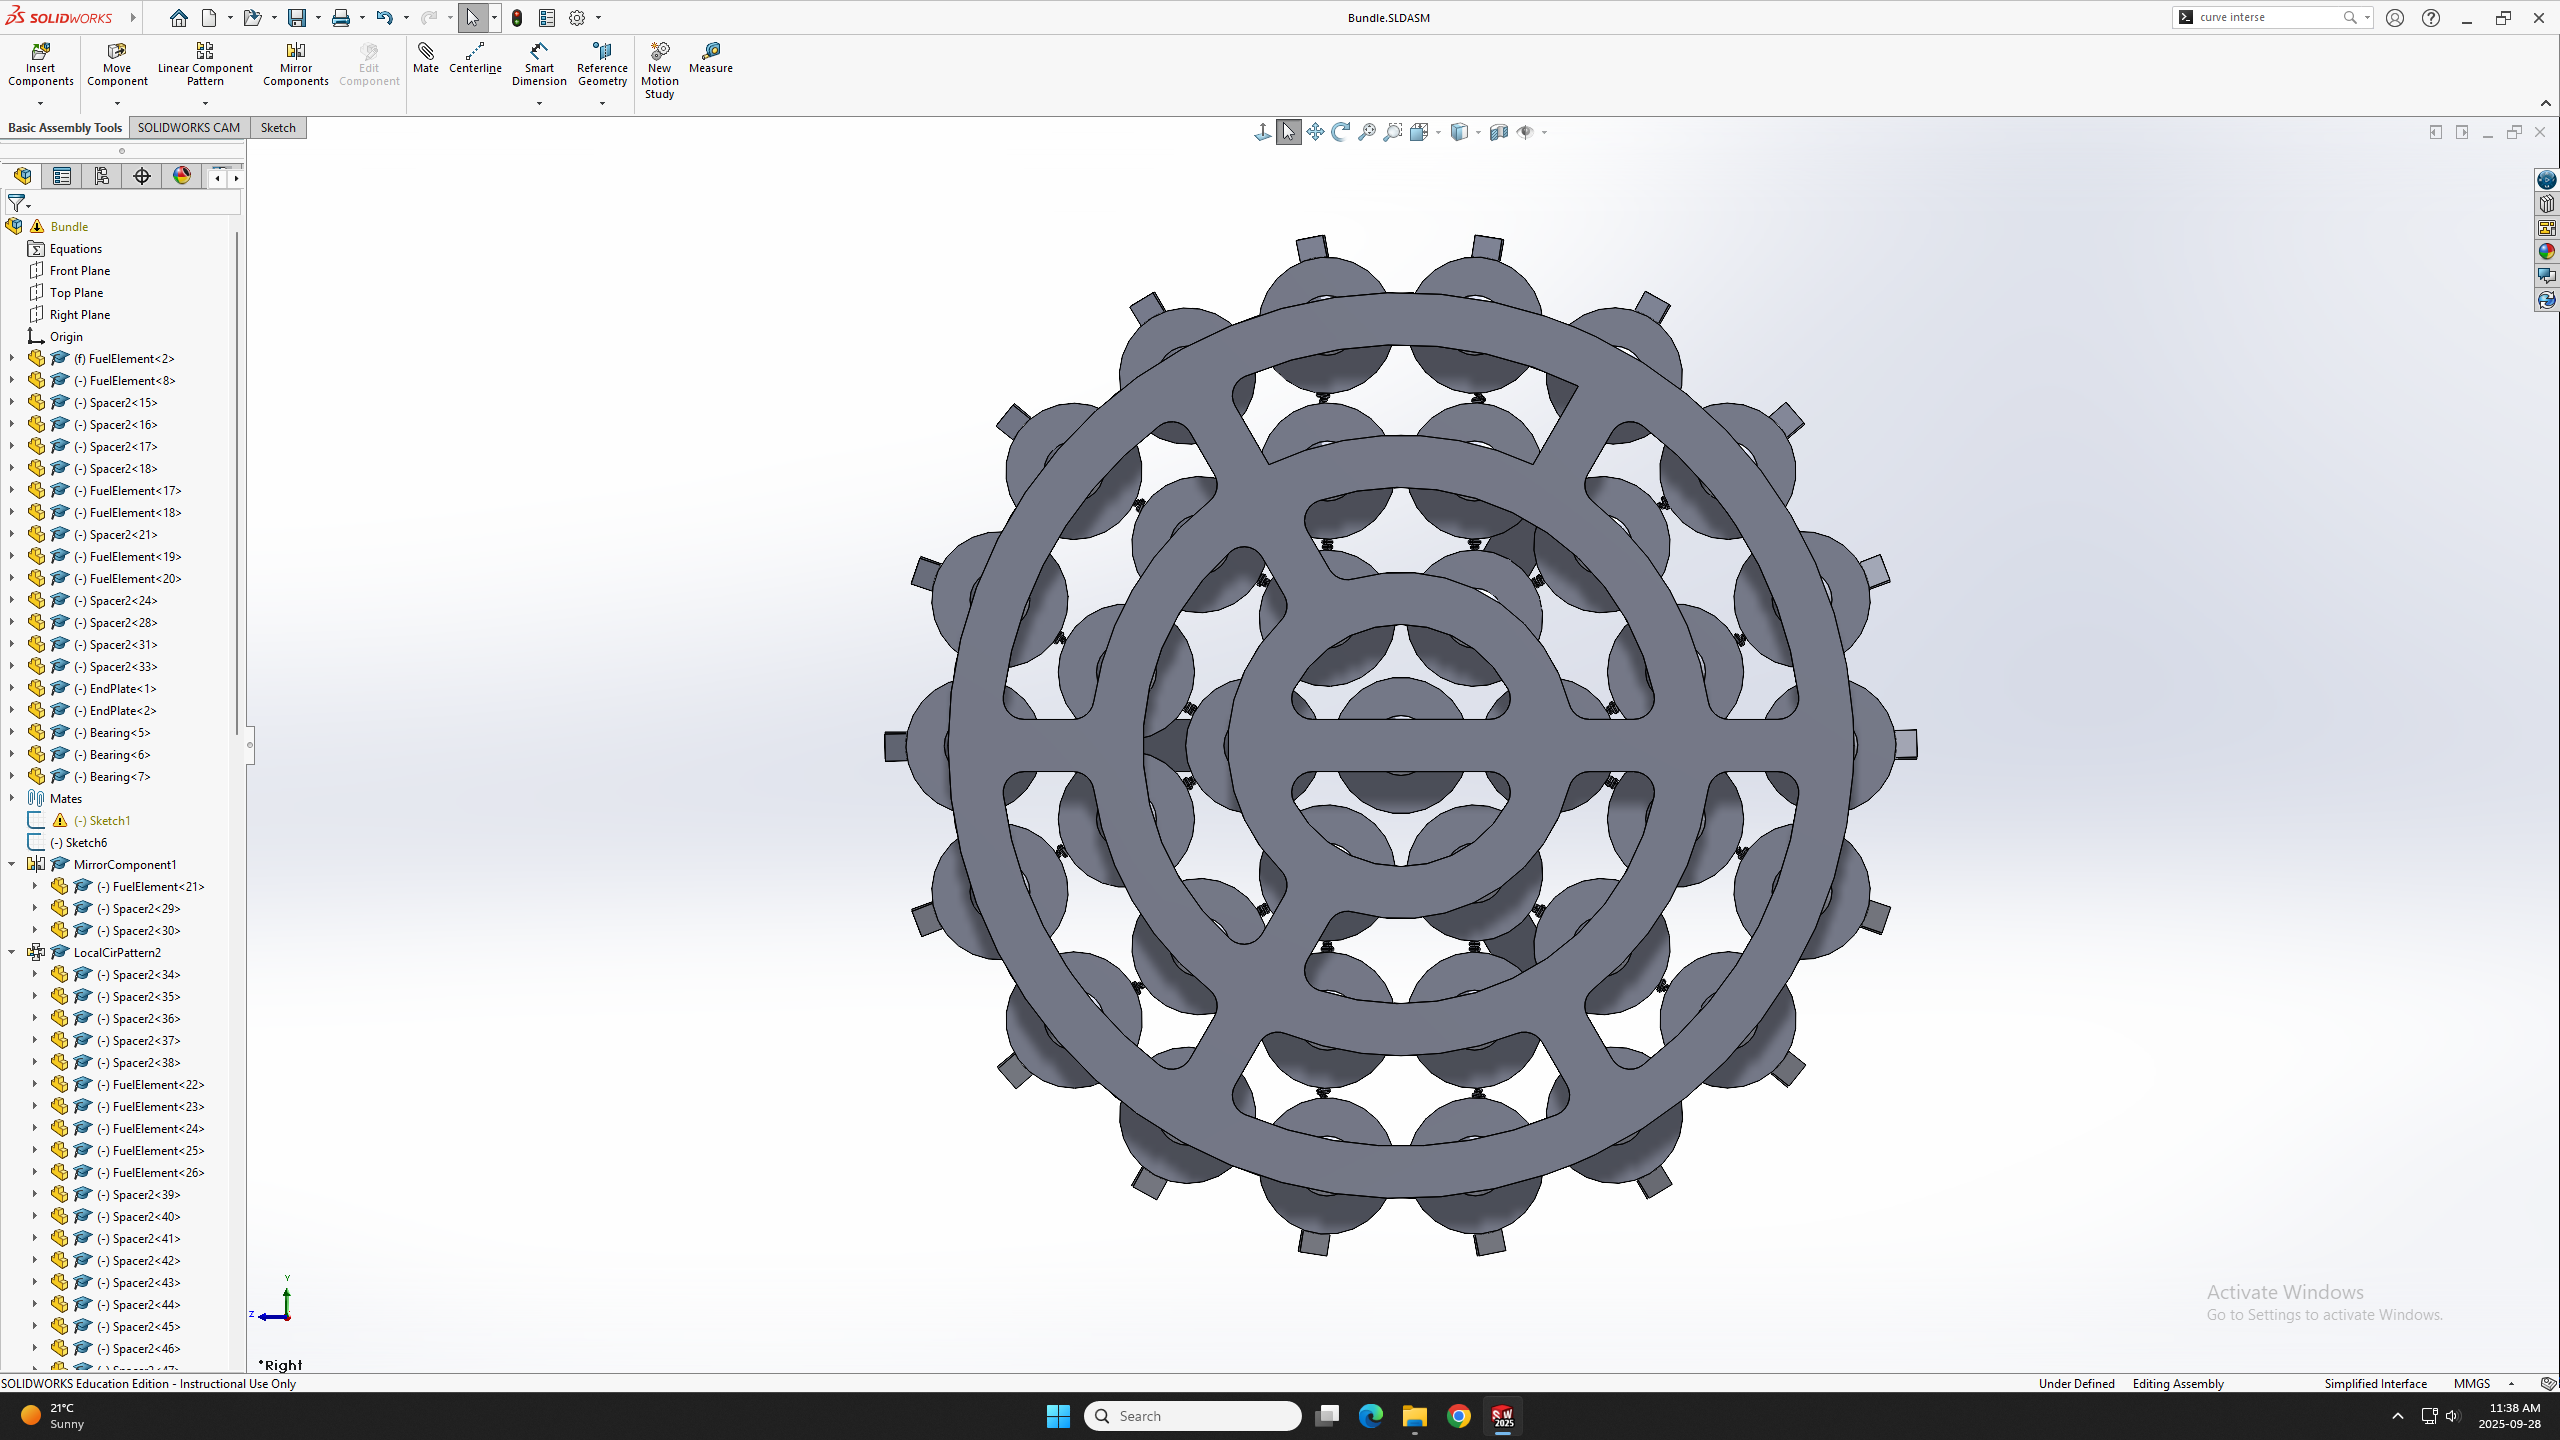 SOLIDWORKS
Bundle.SLDASM
curve interse
Insert Components
Move Component
Linear Component Pattern
Mirror Components
Edit Component
Mate
Centerline
Smart Dimension
Reference Geometry
New Motion Study
Measure
Basic Assembly Tools
SOLIDWORKS CAM
Sketch
Bundle
Equations
Front Plane
Top Plane
Right Plane
Origin
(f) FuelElement<2>
(-) FuelElement<8>
(-) Spacer2<15>
(-) Spacer2<16>
(-) Spacer2<17>
(-) Spacer2<18>
(-) FuelElement<17>
(-) FuelElement<18>
(-) Spacer2<21>
(-) FuelElement<19>
(-) FuelElement<20>
(-) Spacer2<24>
(-) Spacer2<28>
(-) Spacer2<31>
(-) Spacer2<33>
(-) EndPlate<1>
(-) EndPlate<2>
(-) Bearing<5>
(-) Bearing<6>
(-) Bearing<7>
Mates
(-) Sketch1
(-) Sketch6
MirrorComponent1
(-) FuelElement<21>
(-) Spacer2<29>
(-) Spacer2<30>
LocalCirPattern2
(-) Spacer2<34>
(-) Spacer2<35>
(-) Spacer2<36>
(-) Spacer2<37>
(-) Spacer2<38>
(-) FuelElement<22>
(-) FuelElement<23>
(-) FuelElement<24>
(-) FuelElement<25>
(-) FuelElement<26>
(-) Spacer2<39>
(-) Spacer2<40>
(-) Spacer2<41>
(-) Spacer2<42>
(-) Spacer2<43>
(-) Spacer2<44>
(-) Spacer2<45>
(-) Spacer2<46>
Y
Z
*Right
Activate Windows
Go to Settings to activate Windows.
SOLIDWORKS Education Edition - Instructional Use Only
Under Defined
Editing Assembly
Simplified Interface
MMGS
21°C
Sunny
Search
SW 2025
11:38 AM
2025-09-28